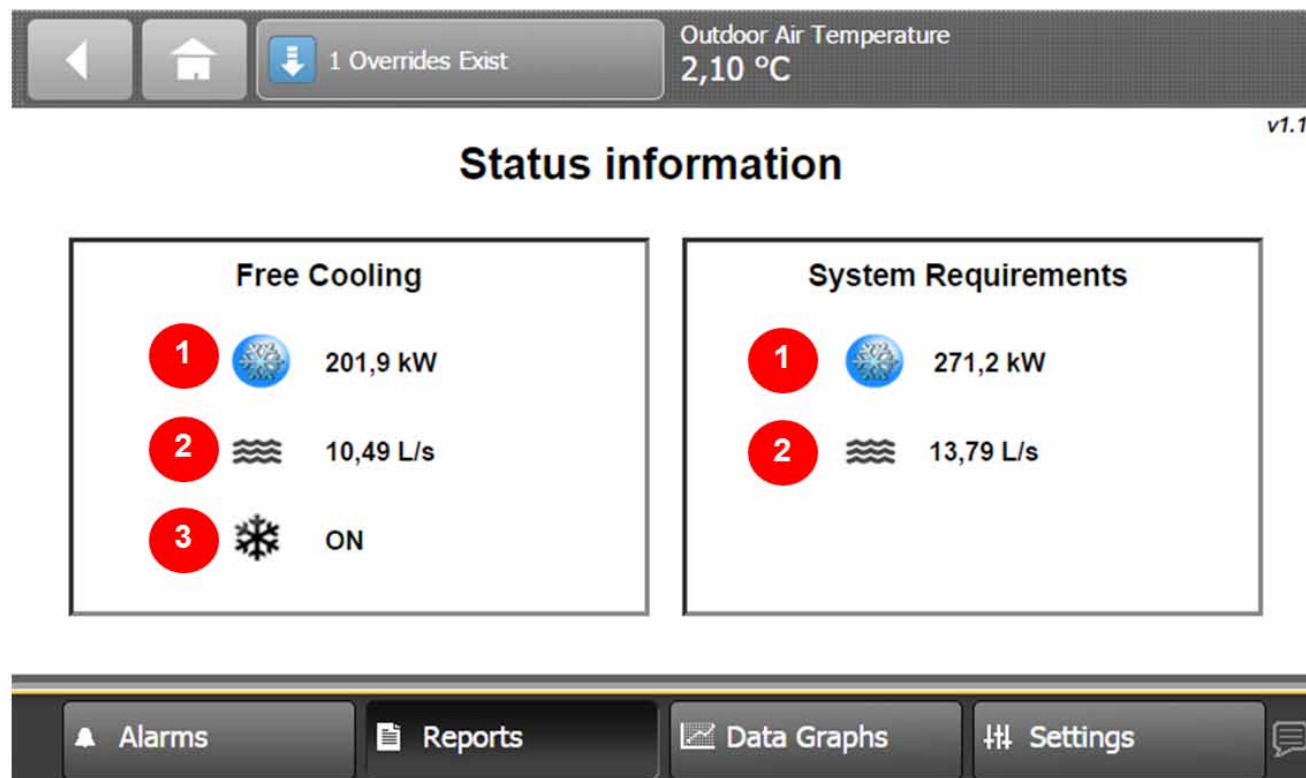 1 Overrides Exist
Outdoor Air Temperature
2,10 °C
v1.1
Status information
Free Cooling
1 201,9 kW
2 10,49 L/s
3 ON
System Requirements
1 271,2 kW
2 13,79 L/s
Alarms
Reports
Data Graphs
Settings